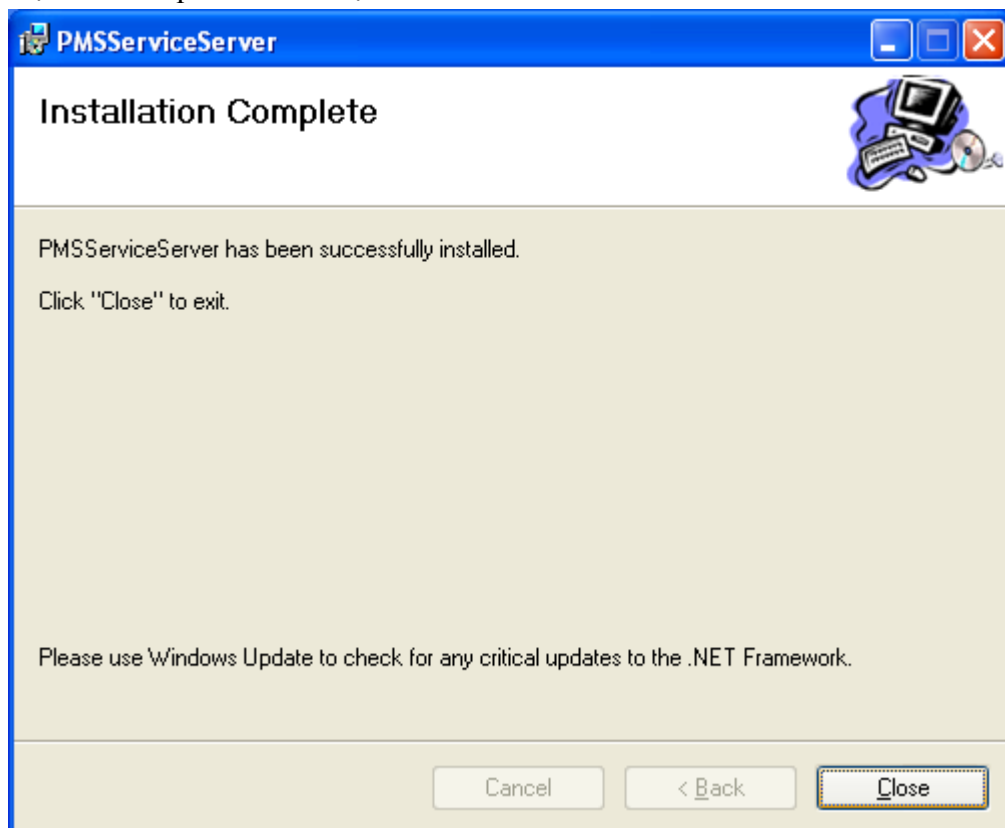 PMSServiceServer
Installation Complete
PMSServiceServer has been successfully installed.
Click "Close" to exit.
Please use Windows Update to check for any critical updates to the .NET Framework.
Cancel
< Back
Close